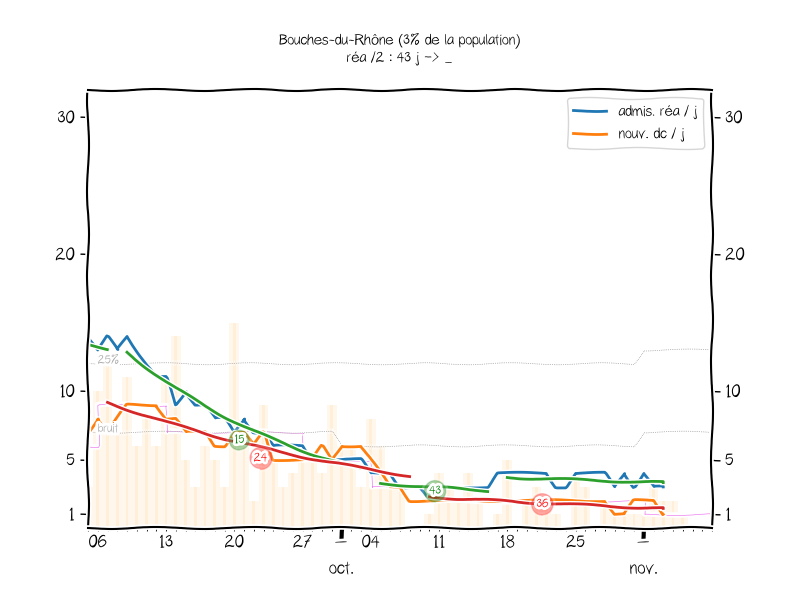 Bouches-du-Rhône (3% de la population)
réa /2 : 43 j -> _
admis. réa / j
nouv. dc / j
30
30
20
20
25%
10
10
bruit
15
24
5
5
43
36
1
1
06 13 20 27 04 11 18 25
oct. nov.